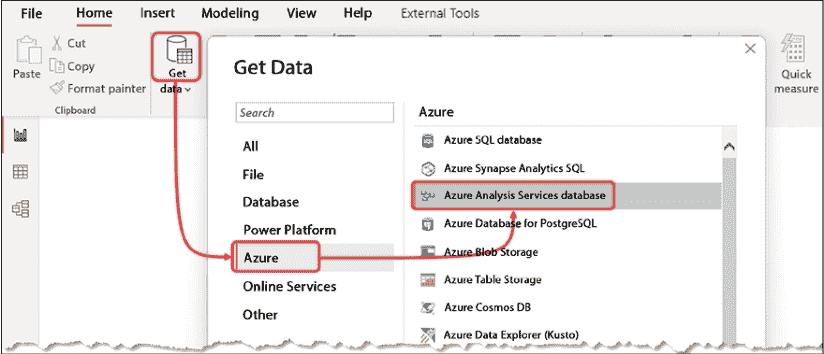 File Home Insert Modeling View Help External Tools
Paste
Cut
Copy
Format painter
Clipboard
Get
data
Quick
measure
Get Data
Search
All
File
Database
Power Platform
Azure
Online Services
Other
Azure
Azure SQL database
Azure Synapse Analytics SQL
Azure Analysis Services database
Azure Database for PostgreSQL
Azure Blob Storage
Azure Table Storage
Azure Cosmos DB
Azure Data Explorer (Kusto)